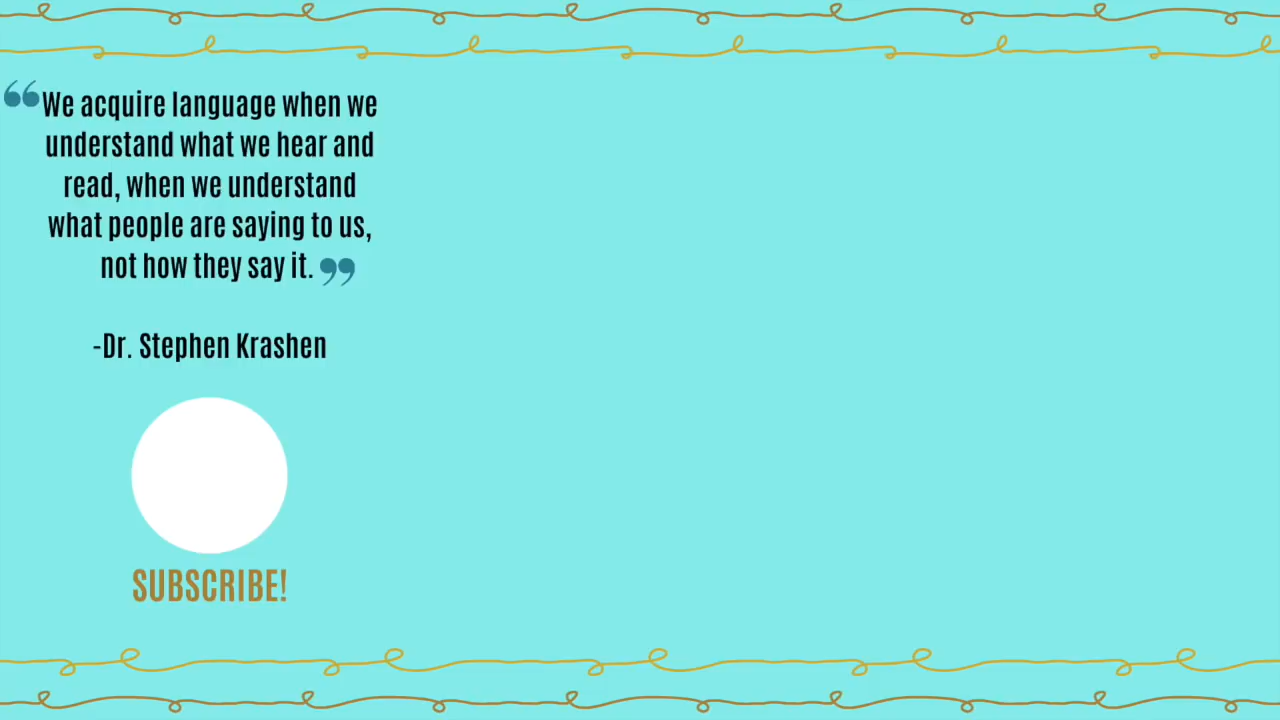 “We acquire language when we
understand what we hear and
read, when we understand
what people are saying to us,
not how they say it.”
-Dr. Stephen Krashen
SUBSCRIBE!